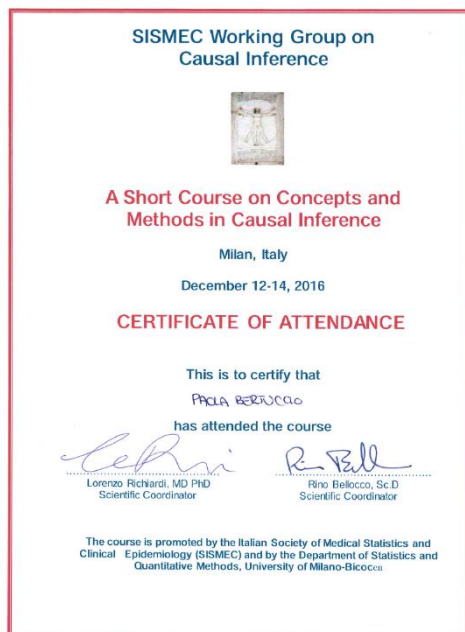 SISMEC Working Group on
Causal Inference
A Short Course on Concepts and
Methods in Causal Inference
Milan, Italy
December 12-14, 2016
CERTIFICATE OF ATTENDANCE
This is to certify that
PAOLA BERTUCCIO
has attended the course
Lorenzo Richiardi, MD PhD
Scientific Coordinator
Rino Bellocco, Sc.D
Scientific Coordinator
The course is promoted by the Italian Society of Medical Statistics and
Clinical Epidemiology (SISMEC) and by the Department of Statistics and
Quantitative Methods, University of Milano-Bicocca